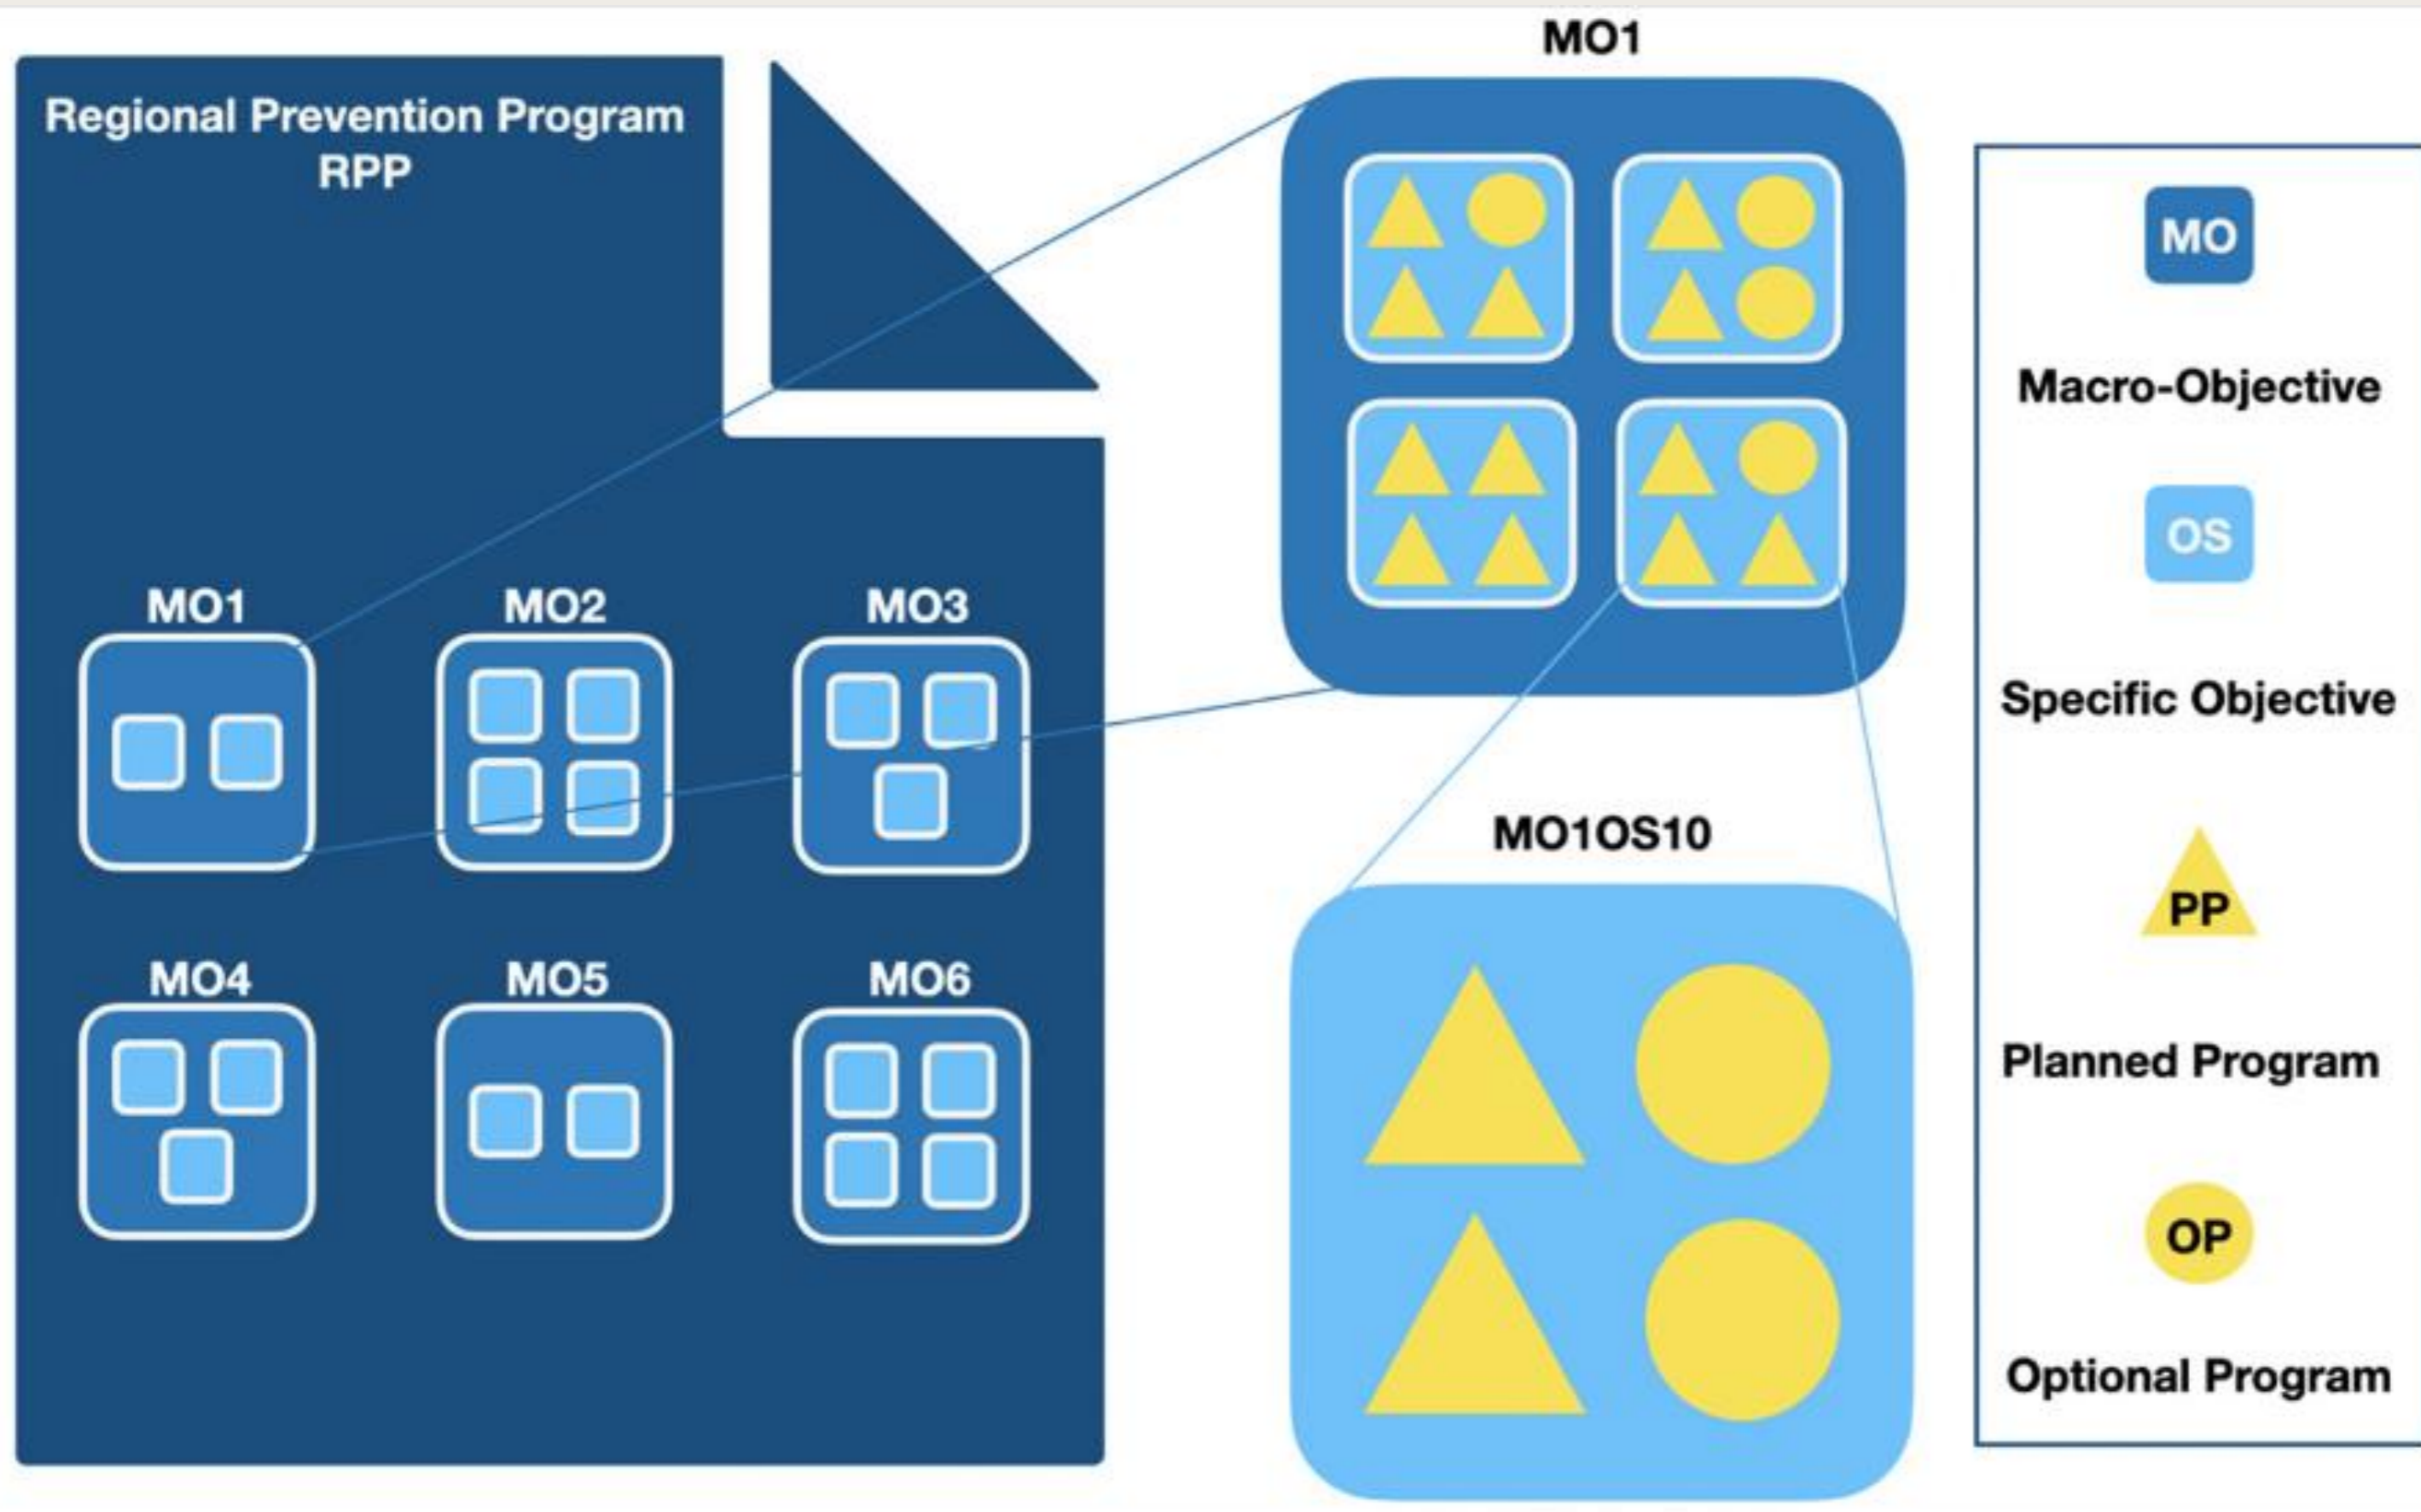 Regional Prevention Program
RPP
MO1
MO2
MO3
MO4
MO5
MO6
MO1
MO1OS10
MO
Macro-Objective
OS
Specific Objective
PP
Planned Program
OP
Optional Program